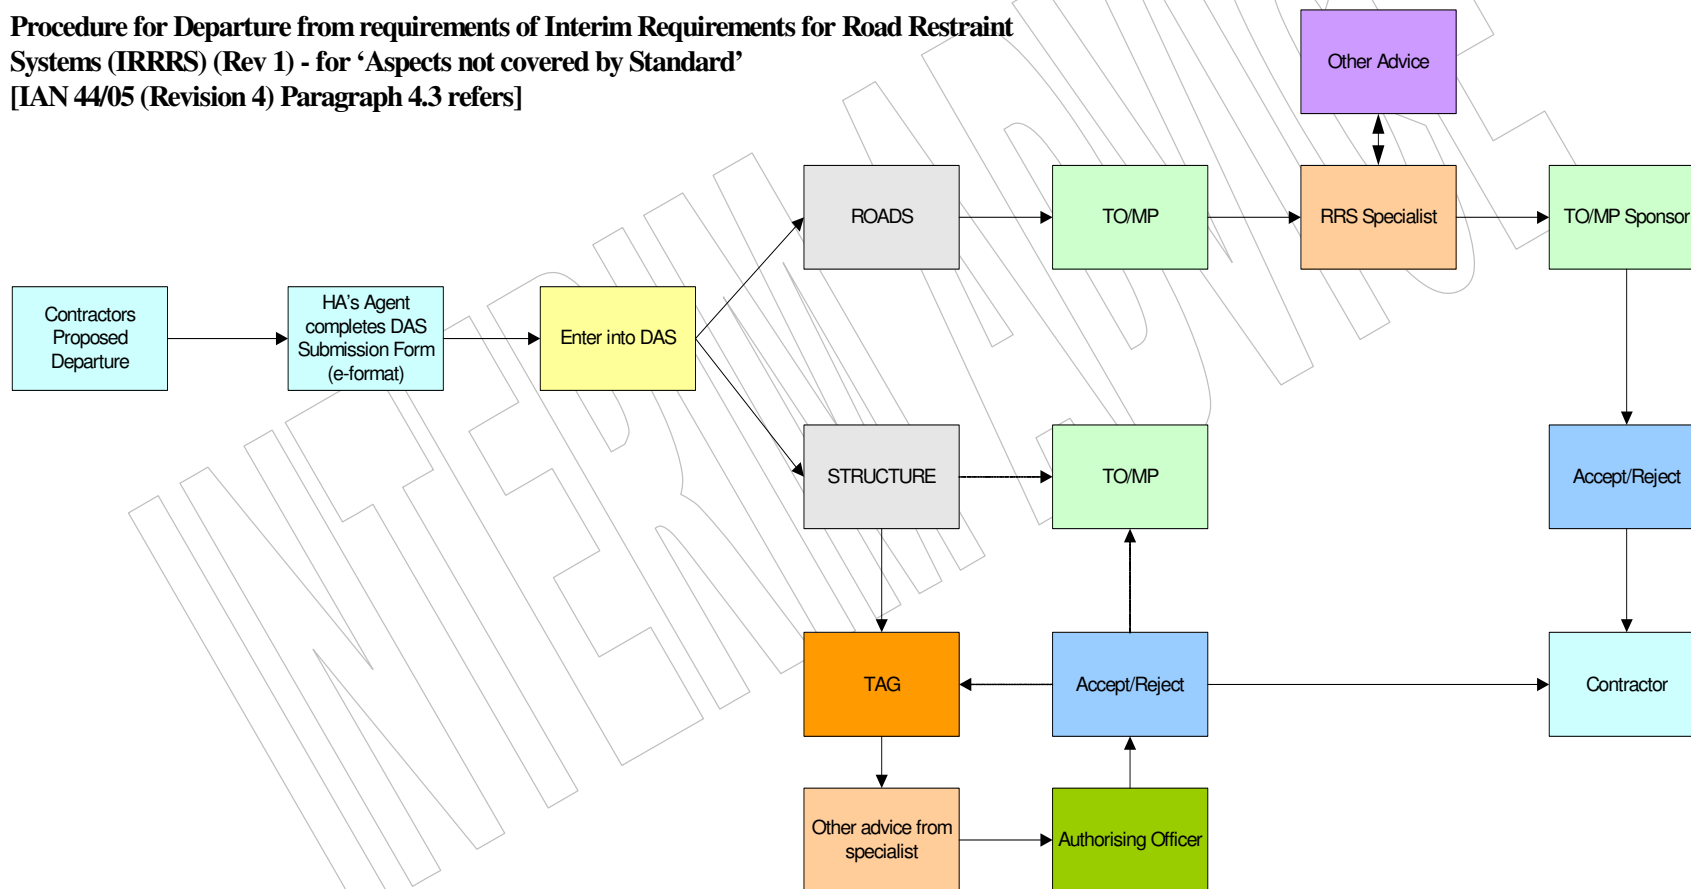 Procedure for Departure from requirements of Interim Requirements for Road Restraint
Systems (IRRRS) (Rev 1) - for ‘Aspects not covered by Standard’
[IAN 44/05 (Revision 4) Paragraph 4.3 refers]
Other Advice
ROADS
TO/MP
RRS Specialist
TO/MP Sponsor
Contractors
Proposed
Departure
HA’s Agent
completes DAS
Submission Form
(e-format)
Enter into DAS
STRUCTURE
TO/MP
Accept/Reject
TAG
Accept/Reject
Contractor
Other advice from
specialist
Authorising Officer